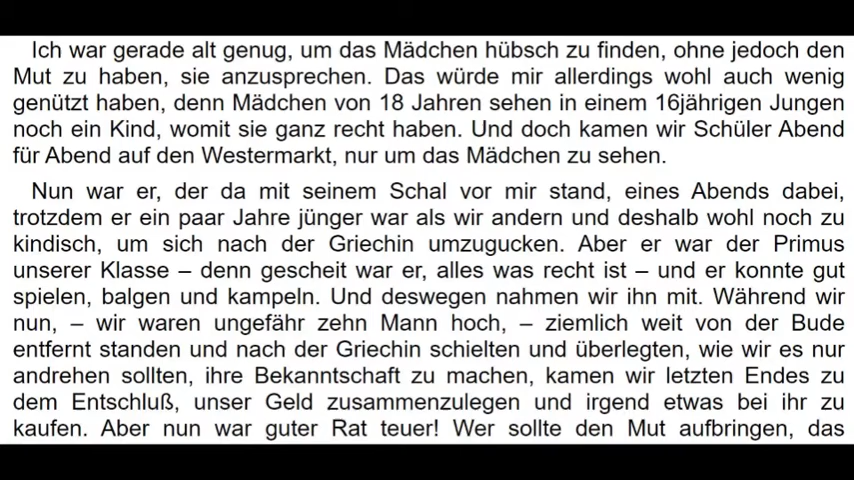 Ich war gerade alt genug, um das Mädchen hübsch zu finden, ohne jedoch den
Mut zu haben, sie anzusprechen. Das würde mir allerdings wohl auch wenig
genützt haben, denn Mädchen von 18 Jahren sehen in einem 16jährigen Jungen
noch ein Kind, womit sie ganz recht haben. Und doch kamen wir Schüler Abend
für Abend auf den Westermarkt, nur um das Mädchen zu sehen.
Nun war er, der da mit seinem Schal vor mir stand, eines Abends dabei,
trotzdem er ein paar Jahre jünger war als wir andern und deshalb wohl noch zu
kindisch, um sich nach der Griechin umzugucken. Aber er war der Primus
unserer Klasse – denn gescheit war er, alles was recht ist – und er konnte gut
spielen, balgen und kampeln. Und deswegen nahmen wir ihn mit. Während wir
nun, – wir waren ungefähr zehn Mann hoch, – ziemlich weit von der Bude
entfernt standen und nach der Griechin schielten und überlegten, wie wir es nur
andrehen sollten, ihre Bekanntschaft zu machen, kamen wir letzten Endes zu
dem Entschluß, unser Geld zusammenzulegen und irgend etwas bei ihr zu
kaufen. Aber nun war guter Rat teuer! Wer sollte den Mut aufbringen, das